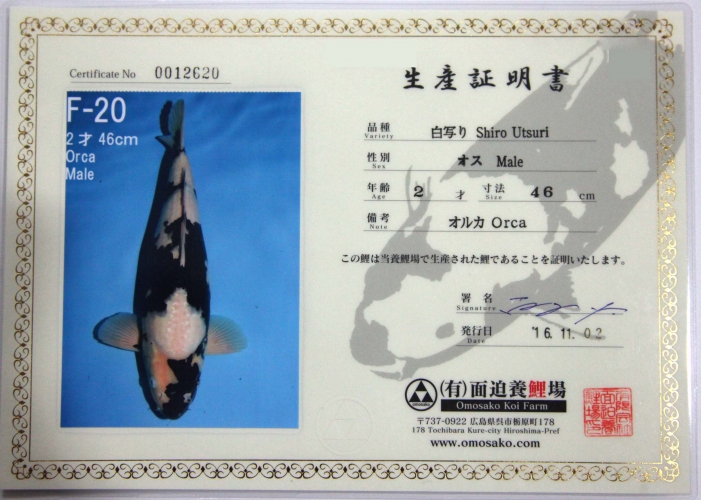 Certificate No 0012620
F-20
2才 46cm
Orca
Male
生産証明書
品種 Variety 白写り Shiro Utsuri
性別 Sex オス Male
年齢 Age 2 才 寸法 Size 46 cm
備考 Note オルカ Orca
この鯉は当養鯉場で生産された鯉であることを証明いたします。
署名 Signature
発行日 Date '16.11.02
(有)面迫養鯉場
Omosako Koi Farm
〒737-0922 広島県呉市栃原町178
178 Tochibara Kure-city Hiroshima-Pref
www.omosako.com